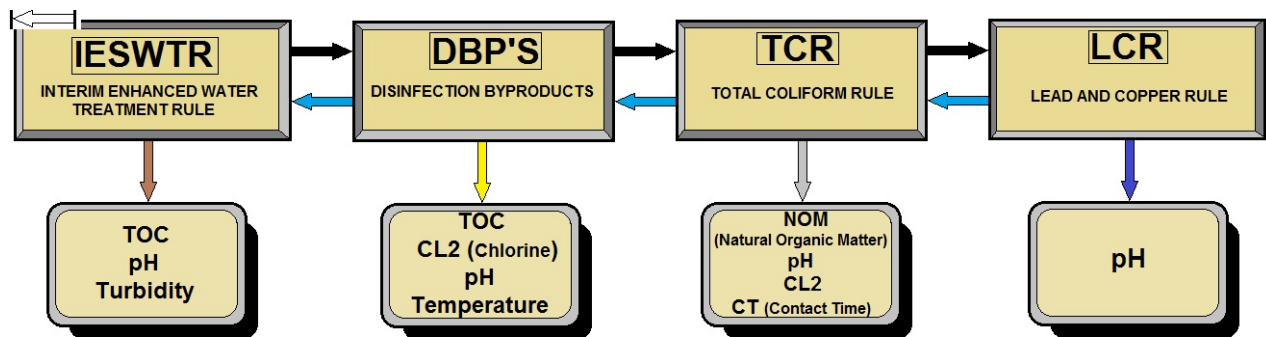 IESWTR
INTERIM ENHANCED WATER
TREATMENT RULE
DBP'S
DISINFECTION BYPRODUCTS
TCR
TOTAL COLIFORM RULE
LCR
LEAD AND COPPER RULE
TOC
pH
Turbidity
TOC
CL2 (Chlorine)
pH
Temperature
NOM
(Natural Organic Matter)
pH
CL2
CT (Contact Time)
pH